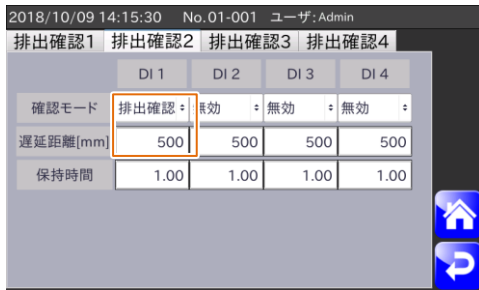 2018/10/09 14:15:30 No.01-001 ユーザ:Admin
排出確認1 排出確認2 排出確認3 排出確認4
DI 1 DI 2 DI 3 DI 4
確認モード 排出確認 無効 無効 無効
遅延距離[mm] 500 500 500 500
保持時間 1.00 1.00 1.00 1.00